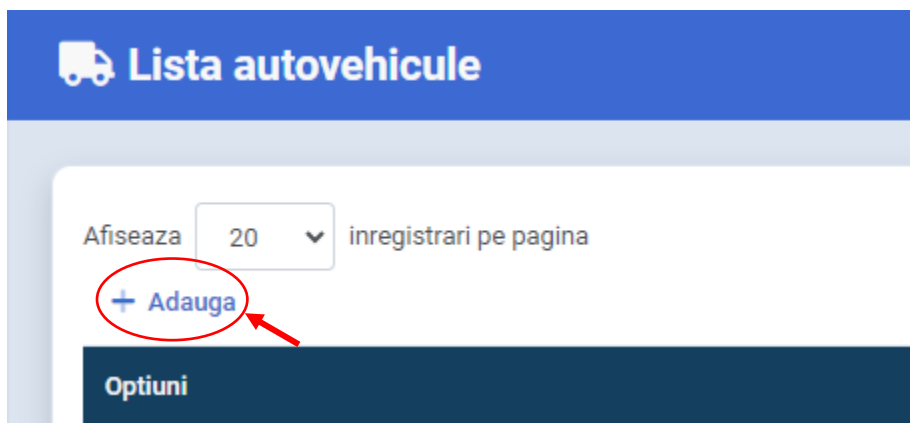 Lista autovehicule
Afiseaza 20 inregistrari pe pagina
+ Adauga
Optiuni